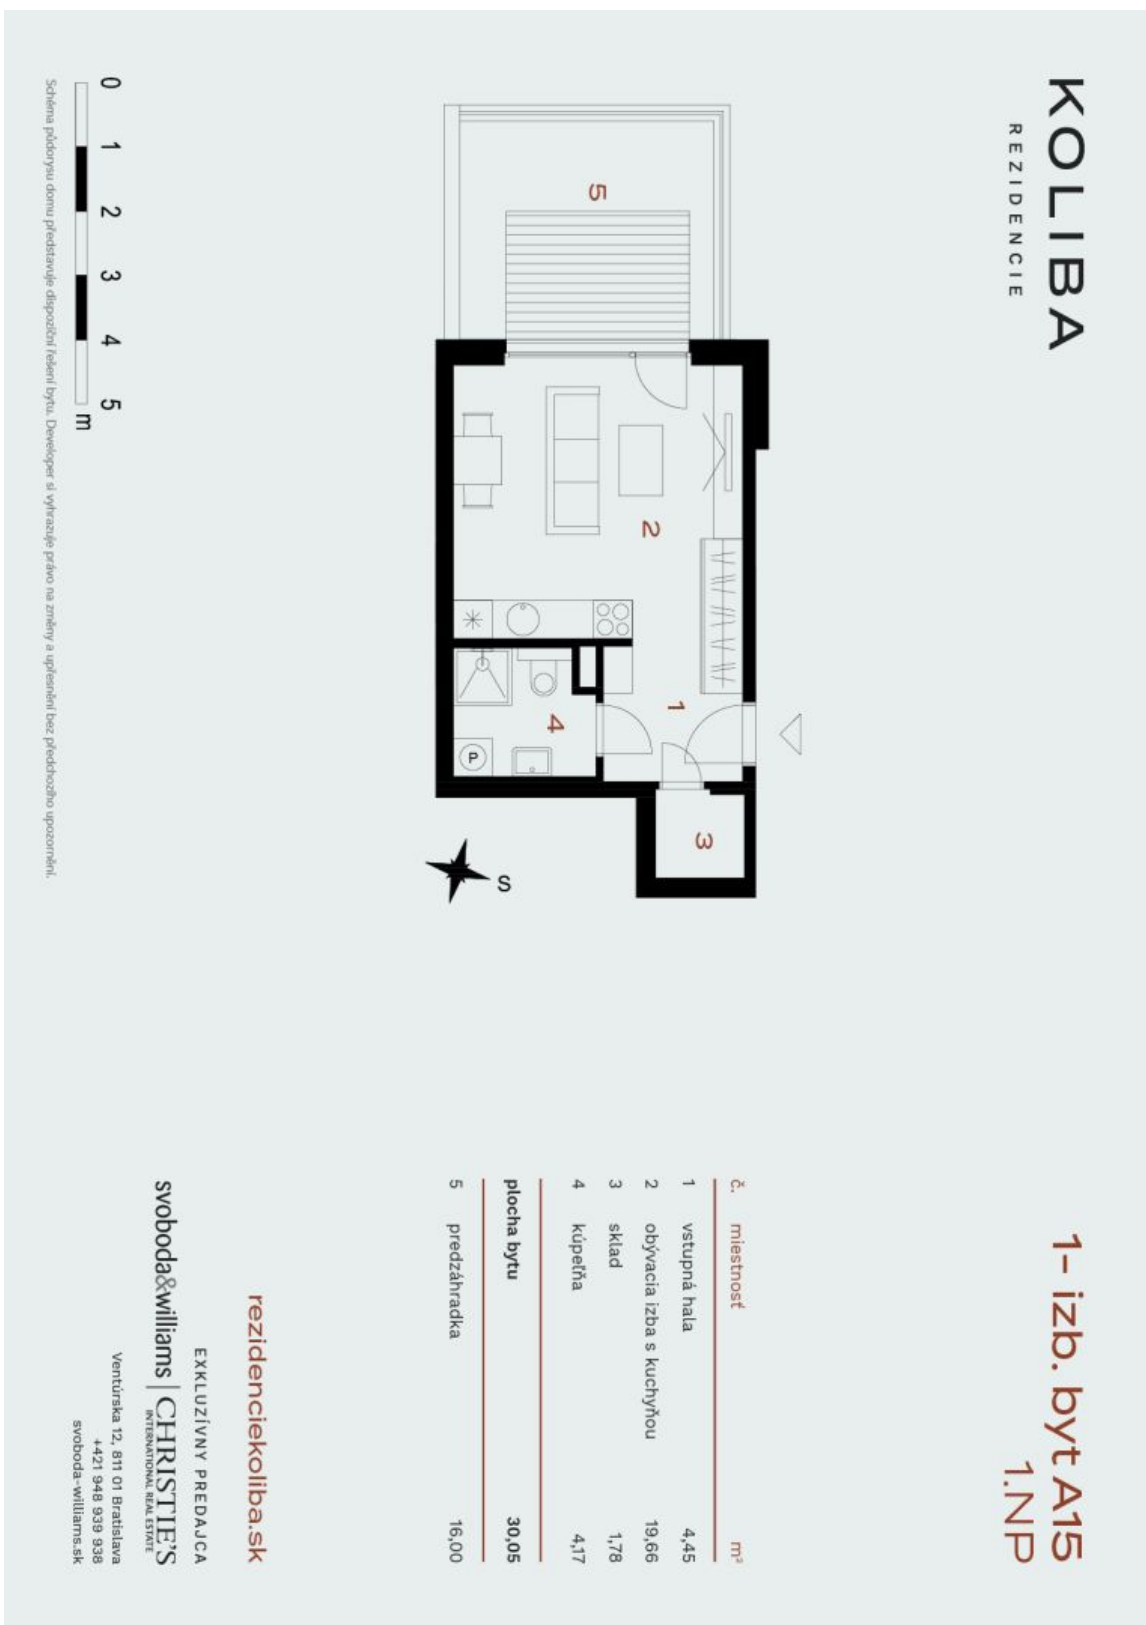 KOLIBA
REZIDENCIE
1- izb. byt A15
1.NP
5
2
1
4
3
P
S
č. miestnosť m²
1 vstupná hala 4,45
2 obývacia izba s kuchyňou 19,66
3 sklad 1,78
4 kúpeľňa 4,17
plocha bytu 30,05
5 predzáhradka 16,00
0 1 2 3 4 5 m
Schéma půdorysu domu představuje dispoziční řešení bytu. Developer si vyhrazuje právo na změny a upřesnění bez předchozího upozornění.
rezidenciekoliba.sk
EXKLUZÍVNY PREDAJCA
svoboda&williams | CHRISTIE'S
INTERNATIONAL REAL ESTATE
Ventúrska 12, 811 01 Bratislava
+421 948 939 938
svoboda-williams.sk